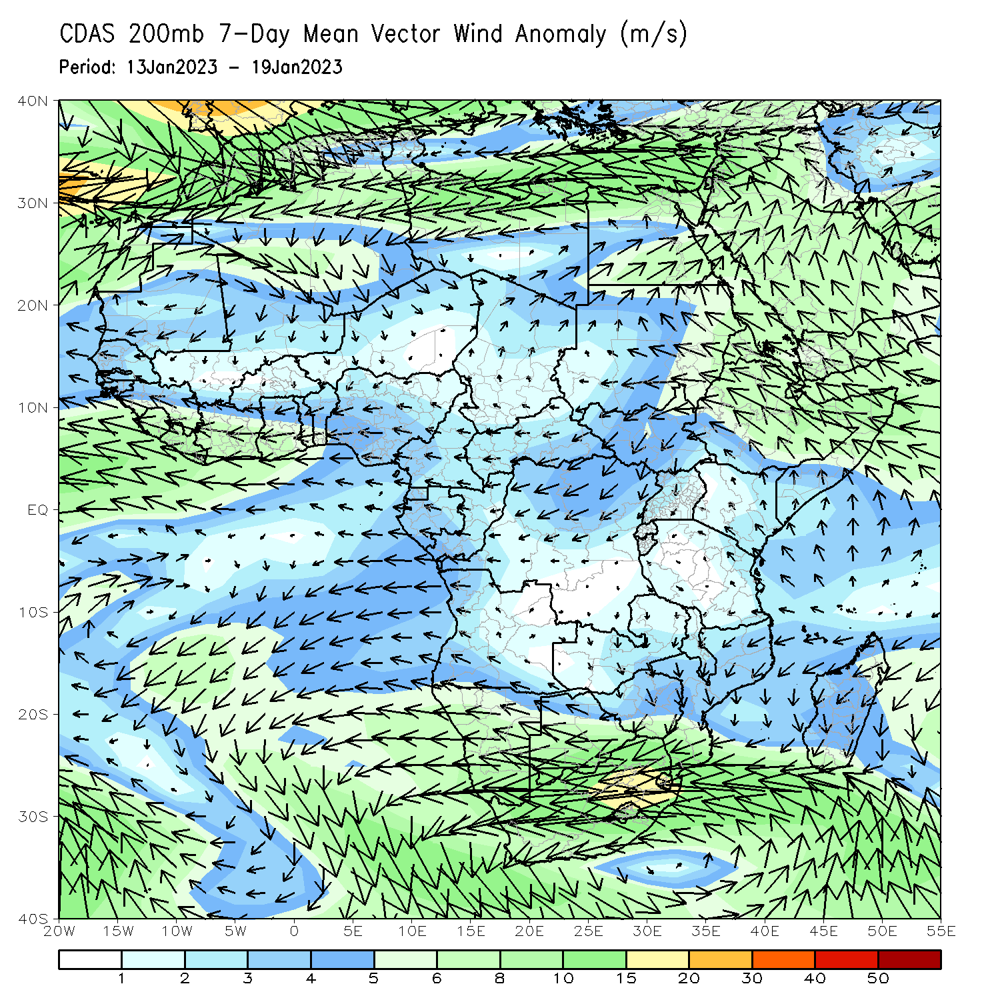 CDAS 200mb 7-Day Mean Vector Wind Anomaly (m/s)
Period: 13Jan2023 - 19Jan2023
40N
30N
20N
10N
EQ
10S
20S
30S
40S
20W 15W 10W 5W 0 5E 10E 15E 20E 25E 30E 35E 40E 45E 50E 55E
1 2 3 4 5 6 8 10 15 20 30 40 50